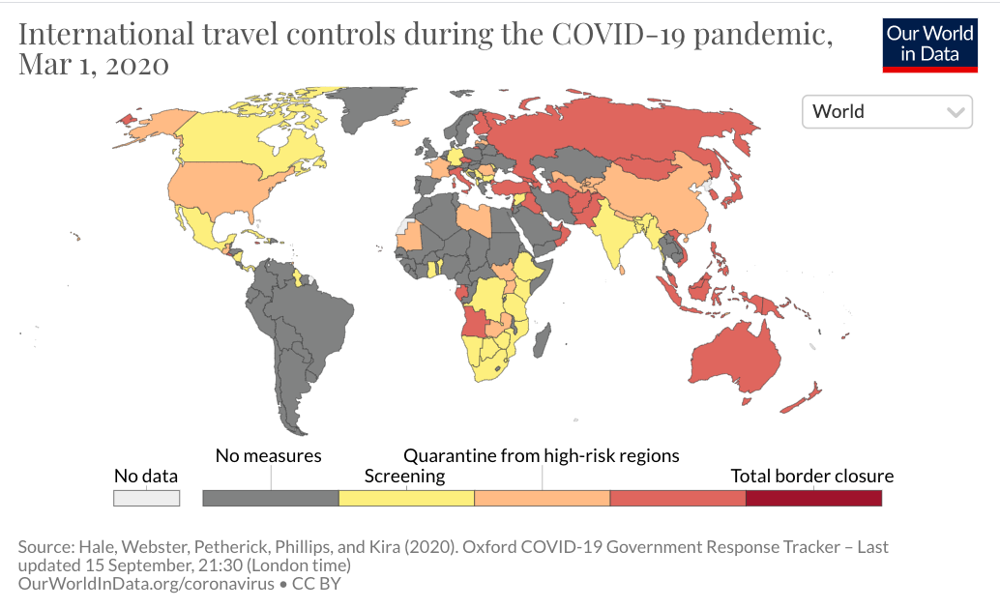 International travel controls during the COVID-19 pandemic,
Mar 1, 2020
Our World
in Data
World
No measures
Quarantine from high-risk regions
No data
Screening
Total border closure
Source: Hale, Webster, Petherick, Phillips, and Kira (2020). Oxford COVID-19 Government Response Tracker – Last
updated 15 September, 21:30 (London time)
OurWorldInData.org/coronavirus • CC BY